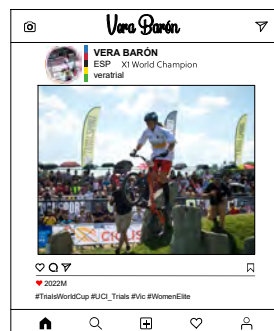 Vera Barón
VERA BARÓN
ESP X1 World Champion
veratrial
2022M
#TrialsWorldCup #UCI_Trials #Vic #WomenElite